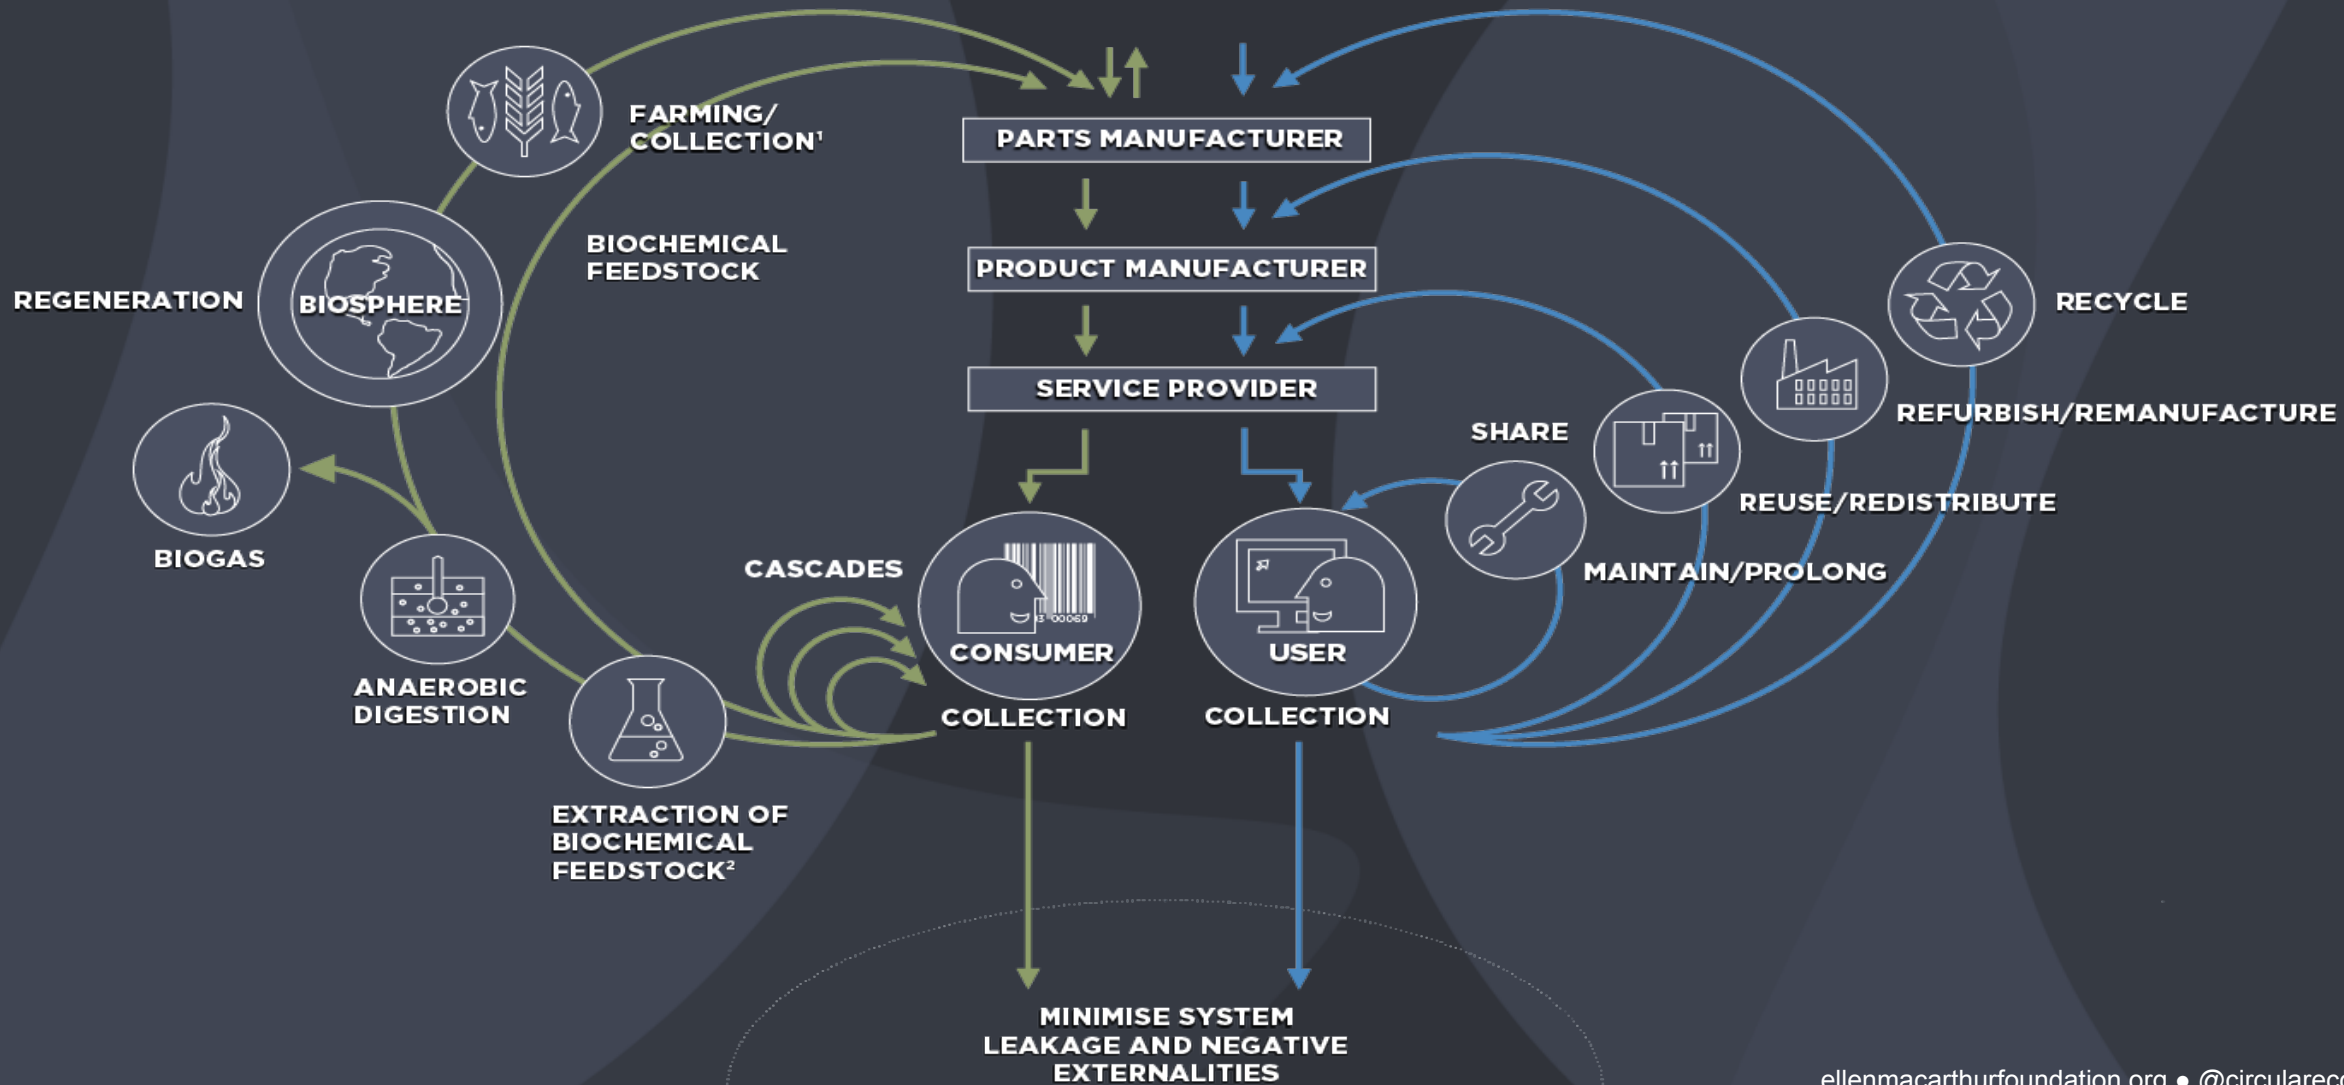 FARMING/
COLLECTION¹
BIOCHEMICAL
FEEDSTOCK
REGENERATION
BIOSPHERE
BIOGAS
ANAEROBIC
DIGESTION
EXTRACTION OF
BIOCHEMICAL
FEEDSTOCK²
CASCADES
PARTS MANUFACTURER
PRODUCT MANUFACTURER
SERVICE PROVIDER
CONSUMER
COLLECTION
USER
COLLECTION
SHARE
MAINTAIN/PROLONG
REUSE/REDISTRIBUTE
REFURBISH/REMANUFACTURE
RECYCLE
MINIMISE SYSTEM
LEAKAGE AND NEGATIVE
EXTERNALITIES
ellenmacarthurfoundation.org ● @circulareco